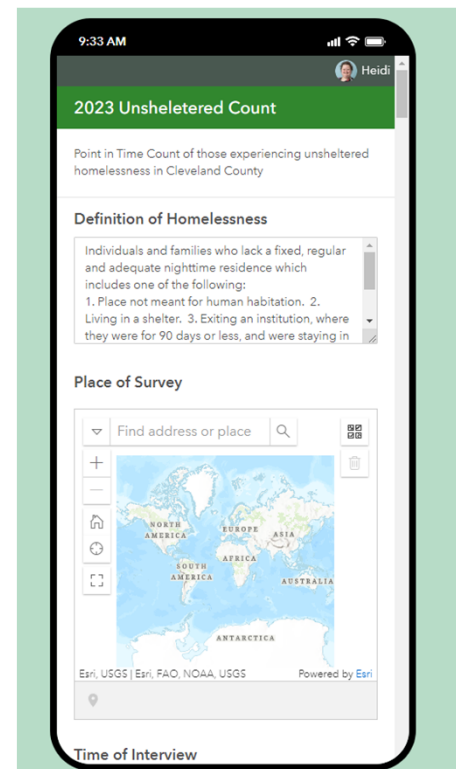 9:33 AM
Heidi
2023 Unsheletered Count
Point in Time Count of those experiencing unsheltered
homelessness in Cleveland County
Definition of Homelessness
Individuals and families who lack a fixed, regular
and adequate nighttime residence which
includes one of the following:
1. Place not meant for human habitation. 2.
Living in a shelter. 3. Exiting an institution, where
they were for 90 days or less, and were staying in
Place of Survey
Find address or place
NORTH
AMERICA
EUROPE
ASIA
AFRICA
SOUTH
AMERICA
AUSTRALIA
ANTARCTICA
Esri, USGS | Esri, FAO, NOAA, USGS Powered by Esri
Time of Interview